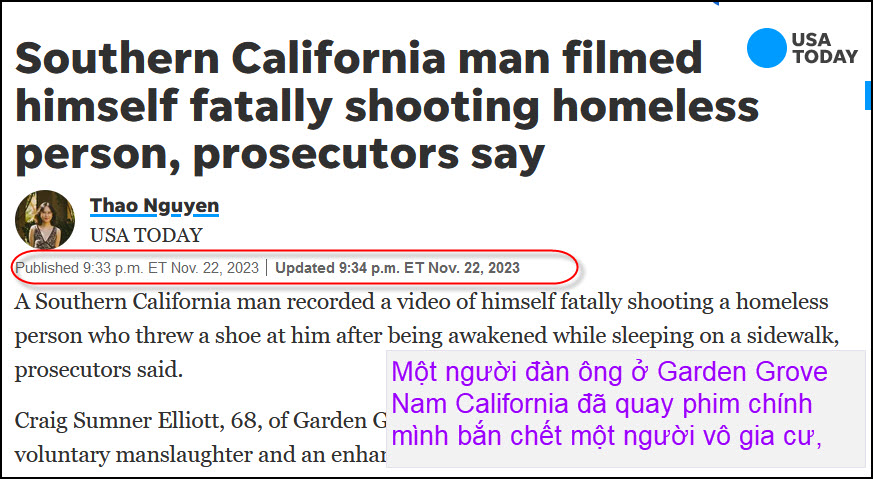 Southern California man filmed
himself fatally shooting homeless
person, prosecutors say
USA
TODAY
Thao Nguyen
USA TODAY
Published 9:33 p.m. ET Nov. 22, 2023 | Updated 9:34 p.m. ET Nov. 22, 2023
A Southern California man recorded a video of himself fatally shooting a homeless
person who threw a shoe at him after being awakened while sleeping on a sidewalk,
prosecutors said.
Craig Sumner Elliott, 68, of Garden G
voluntary manslaughter and an enhan
Một người đàn ông ở Garden Grove
Nam California đã quay phim chính
mình bắn chết một người vô gia cư,